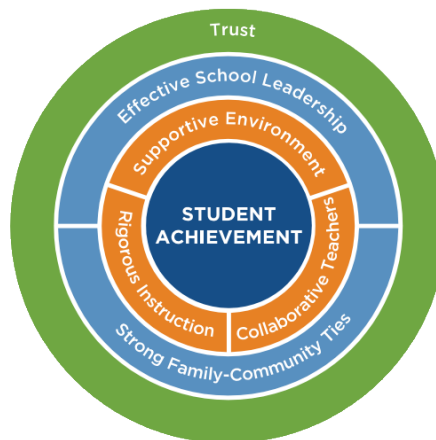 Trust
Effective School Leadership
Supportive Environment
STUDENT
ACHIEVEMENT
Rigorous Instruction
Collaborative Teachers
Strong Family-Community Ties